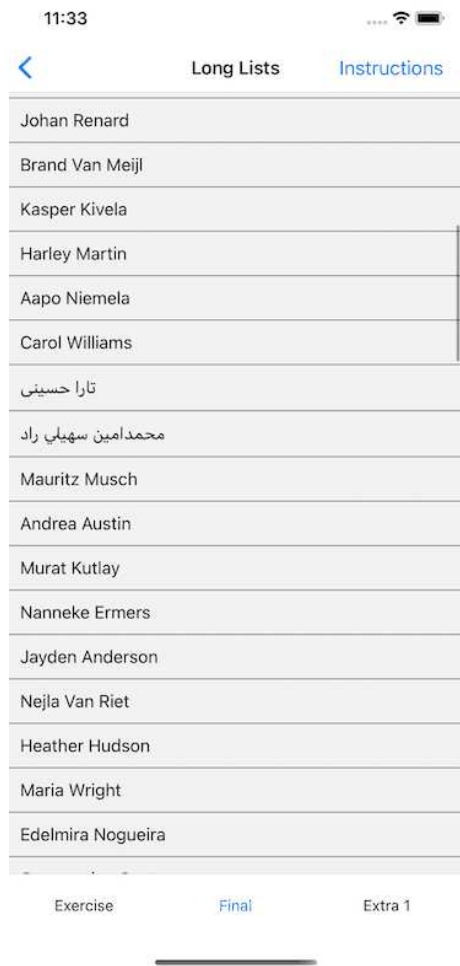 11:33
Long Lists
Instructions
Johan Renard
Brand Van Meijl
Kasper Kivela
Harley Martin
Aapo Niemela
Carol Williams
تارا حسینی
محمدامين سهيلي راد
Mauritz Musch
Andrea Austin
Murat Kutlay
Nanneke Ermers
Jayden Anderson
Nejla Van Riet
Heather Hudson
Maria Wright
Edelmira Nogueira
Exercise
Final
Extra 1